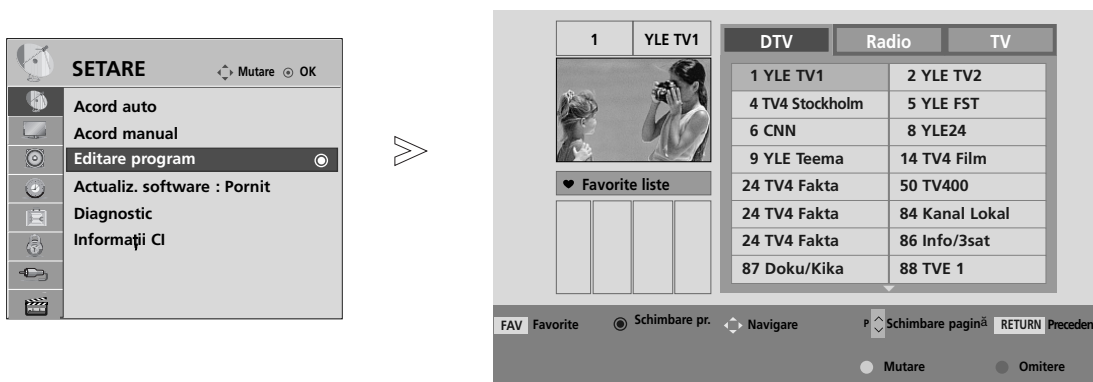 SETARE Mutare OK
Acord auto
Acord manual
Editare program
Actualiz. software : Pornit
Diagnostic
Informaţii CI
1 YLE TV1
DTV Radio TV
1 YLE TV1 2 YLE TV2
4 TV4 Stockholm 5 YLE FST
6 CNN 8 YLE24
9 YLE Teema 14 TV4 Film
♥ Favorite liste
24 TV4 Fakta 50 TV400
24 TV4 Fakta 84 Kanal Lokal
24 TV4 Fakta 86 Info/3sat
87 Doku/Kika 88 TVE 1
FAV Favorite Schimbare pr. Navigare P Schimbare pagină RETURN Preceden
Mutare Omitere